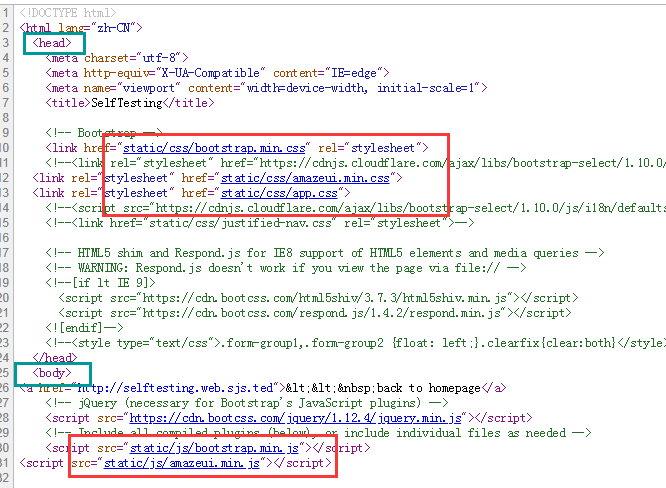 1 <!DOCTYPE html>
2 <html lang="zh-CN">
3 <head>
4 <meta charset="utf-8">
5 <meta http-equiv="X-UA-Compatible" content="IE=edge">
6 <meta name="viewport" content="width=device-width, initial-scale=1">
7 <title>SelfTesting</title>
8
9 <!-- Bootstrap -->
10 <link href="static/css/bootstrap.min.css" rel="stylesheet">
11 <!--<link rel="stylesheet" href="https://cdnjs.cloudflare.com/ajax/libs/bootstrap-select/1.10.0/
12 <link rel="stylesheet" href="static/css/amazeui.min.css">
13 <link rel="stylesheet" href="static/css/app.css">
14 <!--<script src="https://cdnjs.cloudflare.com/ajax/libs/bootstrap-select/1.10.0/js/i18n/defaults
15 <!--<link href="static/css/justified-nav.css" rel="stylesheet">-->
16
17 <!-- HTML5 shim and Respond.js for IE8 support of HTML5 elements and media queries -->
18 <!-- WARNING: Respond.js doesn't work if you view the page via file:// -->
19 <!--[if lt IE 9]>
20 <script src="https://cdn.bootcss.com/html5shiv/3.7.3/html5shiv.min.js"></script>
21 <script src="https://cdn.bootcss.com/respond.js/1.4.2/respond.min.js"></script>
22 <![endif]-->
23 <!--<style type="text/css">.form-group1,.form-group2 {float: left;}.clearfix{clear:both}</style>
24 </head>
25 <body>
26 <a href="http://selftesting.web.sjs.ted">&lt;&lt;&nbsp;back to homepage</a>
27 <!-- jQuery (necessary for Bootstrap's JavaScript plugins) -->
28 <script src="https://cdn.bootcss.com/jquery/1.12.4/jquery.min.js"></script>
29 <!-- Include all compiled plugins (below), or include individual files as needed -->
30 <script src="static/js/bootstrap.min.js"></script>
31 <script src="static/js/amazeui.min.js"></script>
32